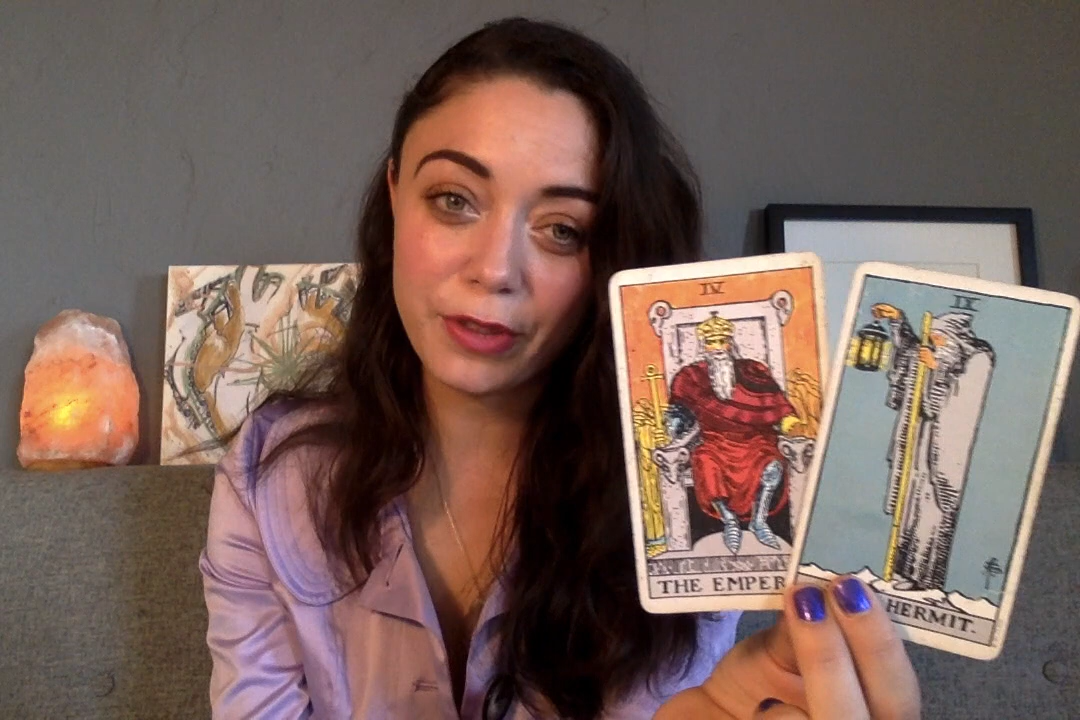 IV
THE EMPER
IX
HERMIT.